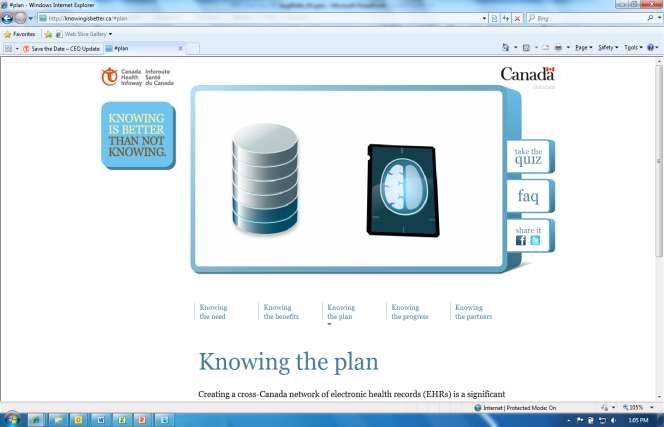 #plan - Windows Internet Explorer
http://knowingisbetter.ca/#plan
Bing
Favorites
Web Slice Gallery
Save the Date – CEO Update
#plan
Page
Safety
Tools
Canada Health Infoway
Inforoute Santé du Canada
Canada
français
KNOWING
IS BETTER
THAN NOT
KNOWING.
take the
quiz
faq
share it
Knowing
the need
Knowing
the benefits
Knowing
the plan
Knowing
the progress
Knowing
the partners
Knowing the plan
Creating a cross-Canada network of electronic health records (EHRs) is a significant
Internet | Protected Mode: On
105%
1:05 PM